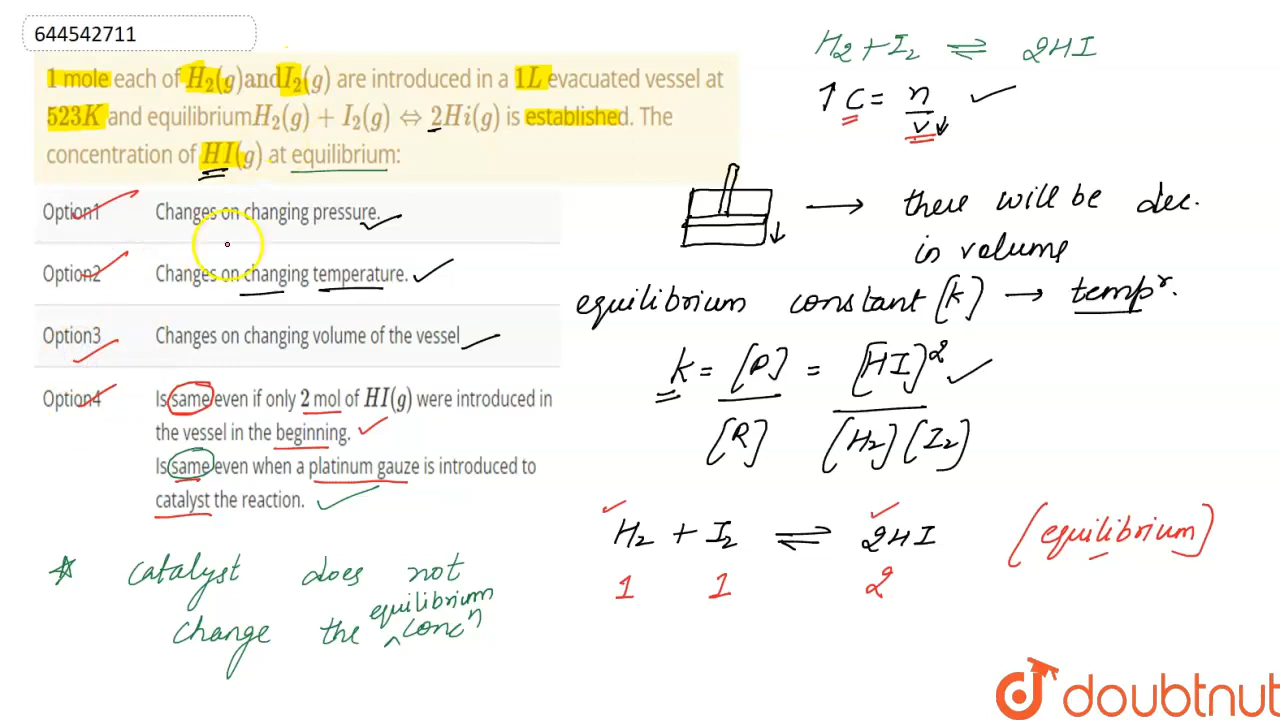 644542711
1 mole each of H₂(g)andI₂(g) are introduced in a 1L evacuated vessel at
523K and equilibriumH₂(g) + I₂(g) ⇔ 2Hi(g) is established. The
concentration of HI(g) at equilibrium:
Option1 Changes on changing pressure.
Option2 Changes on changing temperature.
Option3 Changes on changing volume of the vessel
Option4 Is same even if only 2 mol of HI(g) were introduced in
the vessel in the beginning.
Is same even when a platinum gauze is introduced to
catalyst the reaction.
☆ catalyst does not
change the ^ equilibrium concⁿ
H₂ + I₂ ⇌ 2HI
↑ C = n/V ↓
→ there will be dec.
in volume
equilibrium constant [k] → tempʳ.
k = [P]/[R] = [HI]²/[H₂][I₂]
H₂ + I₂ ⇌ 2HI (equilibrium)
1 1 2
doubtnut